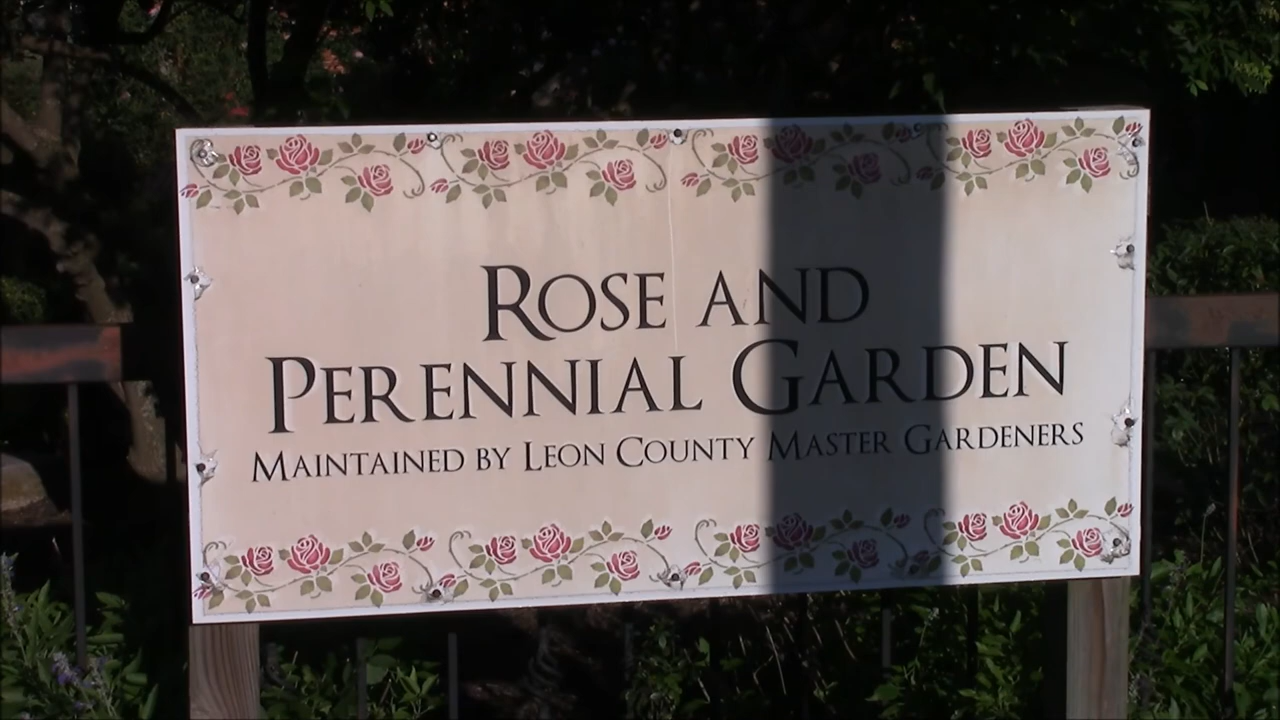 ROSE AND
PERENNIAL GARDEN
MAINTAINED BY LEON COUNTY MASTER GARDENERS